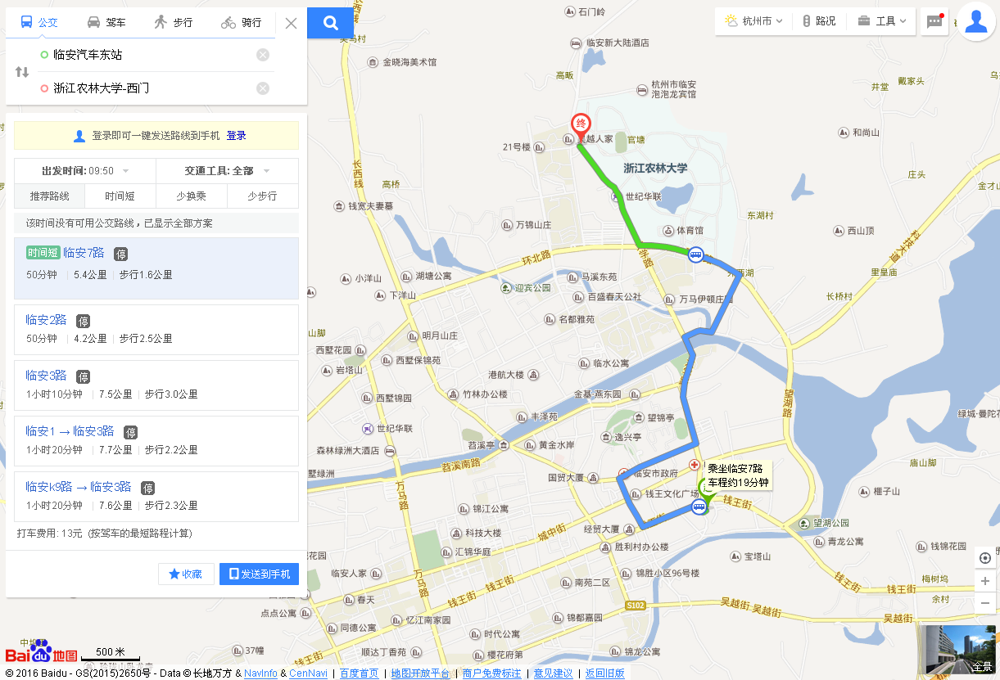 公交 驾车 步行 骑行
临安汽车东站
浙江农林大学-西门
登录即可一键发送路线到手机 登录
出发时间: 09:50 交通工具: 全部
推荐路线 时间短 少换乘 少步行
该时间没有可用公交路线，已显示全部方案
时间短 临安7路 停
50分钟 5.4公里 步行1.6公里
临安2路 停
50分钟 4.2公里 步行2.5公里
临安3路 停
1小时10分钟 7.5公里 步行3.0公里
临安1 → 临安3路 停
1小时20分钟 7.7公里 步行2.2公里
临安k9路 → 临安3路 停
1小时20分钟 7.6公里 步行2.3公里
打车费用: 13元 (按驾车的最短路程计算)
收藏 发送到手机
杭州市 路况 工具
石门岭
临安新大陆酒店
金晓海美术馆
高畈
杭州市临安
泡泡龙宾馆
井堂
戴家头
和尚山
终
吴越人家
官塘
21号楼
浙江农林大学
长西线
高桥
庄头
金才山
世纪华联
钱宽夫妻墓
东湖村
万锦山庄
体育馆
西山顶
科技大道
环北路
里皇庙
小洋山
湖塘公寓
马溪东苑
迎宾公园
下洋山
百盛春天公社
万马伊顿庄园
长桥村
名都雅苑
山脚
明月山庄
西墅花园
西墅保锦苑
岩塔山
临水公寓
港航大楼
竹林办公楼
金基·燕东园
西墅锦园
望湖路
丰泽苑
望锦亭
绿城·曼陀花
世纪华联
逸兴亭
森林绿洲大酒店
苕溪亭
黄金水岸
苕溪南路
墅绿洲
国贸大厦
临安市政府
乘坐临安7路
车程约19分钟
庙山脚
万马路
钱王文化广场
钱王街
榧子山
锦江公寓
望湖公园
科技大楼
城中街
经贸大厦
青龙公寓
汇锦华庭
胜利村办公楼
钱锦花园
宝塔山
临安人家
万马路
锦胜小区96号楼
钱王街
南苑二区
钱王街
钱王街
梅树坞
春天
S102
吴越街 吴越街
余村
点点公寓
忆江南家园
锦都嘉园
吴越街
同德公寓
时代公寓
37幢
顺达丁香苑
樱花府第
锦龙公寓
钱王街
Bai du 地图
500 米
全景
© 2016 Baidu - GS(2015)2650号 - Data © 长地万方 & NavInfo & CenNavi | 百度首页 | 地图开放平台 | 商户免费标注 | 意见建议 | 返回旧版